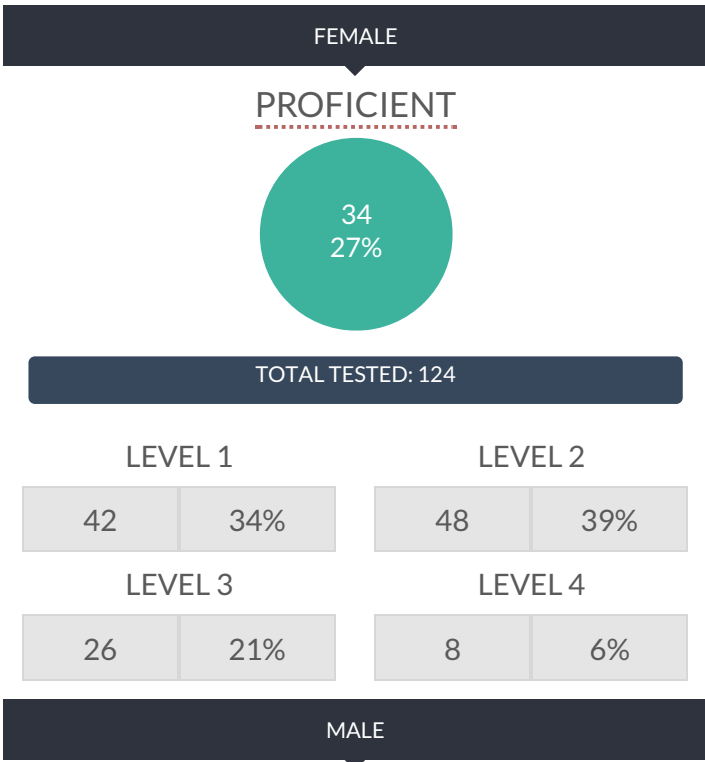 FEMALE
PROFICIENT
34
27%
TOTAL TESTED: 124
LEVEL 1 LEVEL 2
42 34% 48 39%
LEVEL 3 LEVEL 4
26 21% 8 6%
MALE